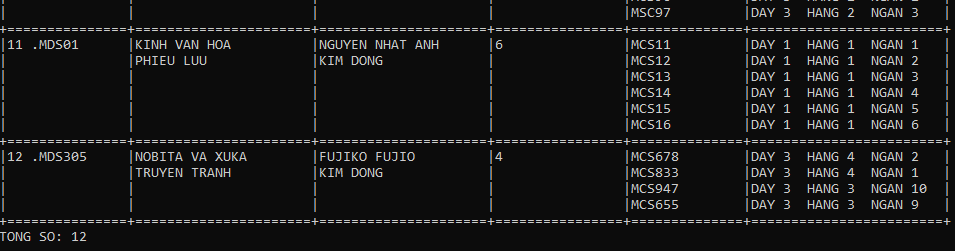 MSC97 DAY 3 HANG 2 NGAN 3
11 .MDS01 KINH VAN HOA NGUYEN NHAT ANH 6 MCS11 DAY 1 HANG 1 NGAN 1
PHIEU LUU KIM DONG MCS12 DAY 1 HANG 1 NGAN 2
MCS13 DAY 1 HANG 1 NGAN 3
MCS14 DAY 1 HANG 1 NGAN 4
MCS15 DAY 1 HANG 1 NGAN 5
MCS16 DAY 1 HANG 1 NGAN 6
12 .MDS305 NOBITA VA XUKA FUJIKO FUJIO 4 MCS678 DAY 3 HANG 4 NGAN 2
TRUYEN TRANH KIM DONG MCS833 DAY 3 HANG 4 NGAN 1
MCS947 DAY 3 HANG 3 NGAN 10
MCS655 DAY 3 HANG 3 NGAN 9
TONG SO: 12